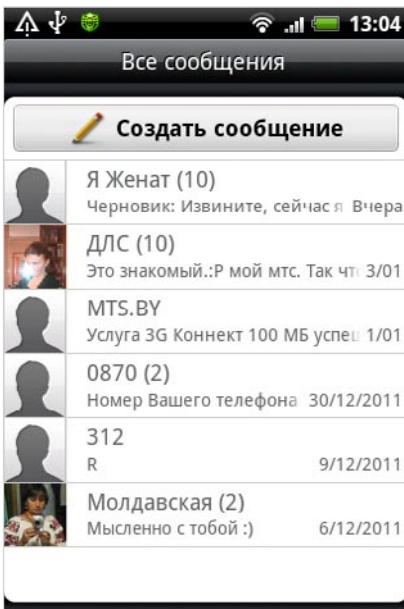 13:04
Все сообщения
Создать сообщение
Я Женат (10)
Черновик: Извините, сейчас я Вчера
ДЛС (10)
Это знакомый.:Р мой мтс. Так что 3/01
MTS.BY
Услуга 3G Коннект 100 МБ 1/01
0870 (2)
Номер Вашего телефона 30/12/2011
312
R 9/12/2011
Молдавская (2)
Мысленно с тобой :) 6/12/2011